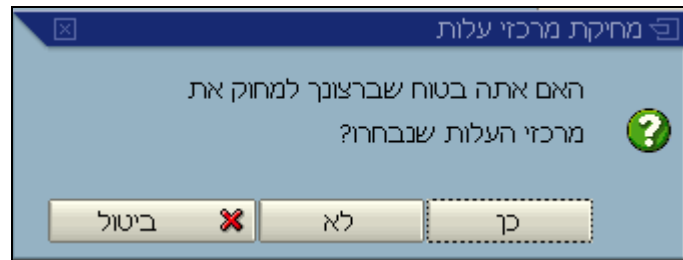 מחיקת מרכזי עלות
האם אתה בטוח שברצונך למחוק את
מרכזי העלות שנבחרו?
כן
לא
ביטול